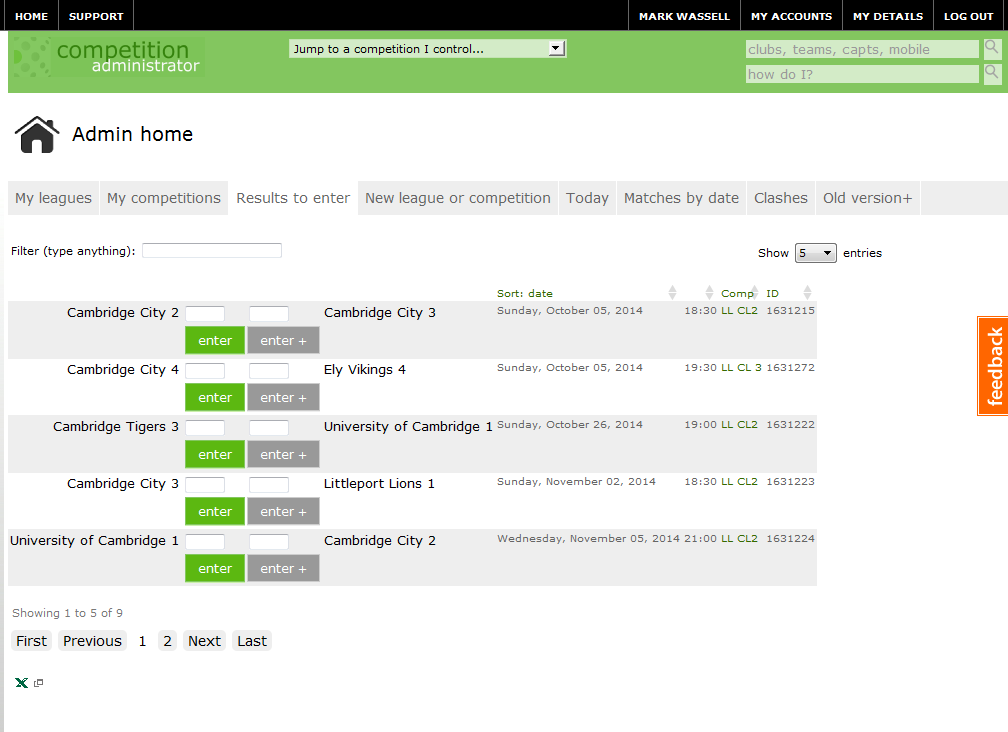 HOME SUPPORT MARK WASSELL MY ACCOUNTS MY DETAILS LOG OUT
competition
administrator
Jump to a competition I control...
clubs, teams, capts, mobile
how do I?
Admin home
My leagues My competitions Results to enter New league or competition Today Matches by date Clashes Old version+
Filter (type anything):
Show 5 entries
Sort: date Comp ID
Cambridge City 2 Cambridge City 3 Sunday, October 05, 2014 18:30 LL CL2 1631215
enter enter +
Cambridge City 4 Ely Vikings 4 Sunday, October 05, 2014 19:30 LL CL 3 1631272
enter enter +
Cambridge Tigers 3 University of Cambridge 1 Sunday, October 26, 2014 19:00 LL CL2 1631222
enter enter +
Cambridge City 3 Littleport Lions 1 Sunday, November 02, 2014 18:30 LL CL2 1631223
enter enter +
University of Cambridge 1 Cambridge City 2 Wednesday, November 05, 2014 21:00 LL CL2 1631224
enter enter +
Showing 1 to 5 of 9
First Previous 1 2 Next Last
feedback